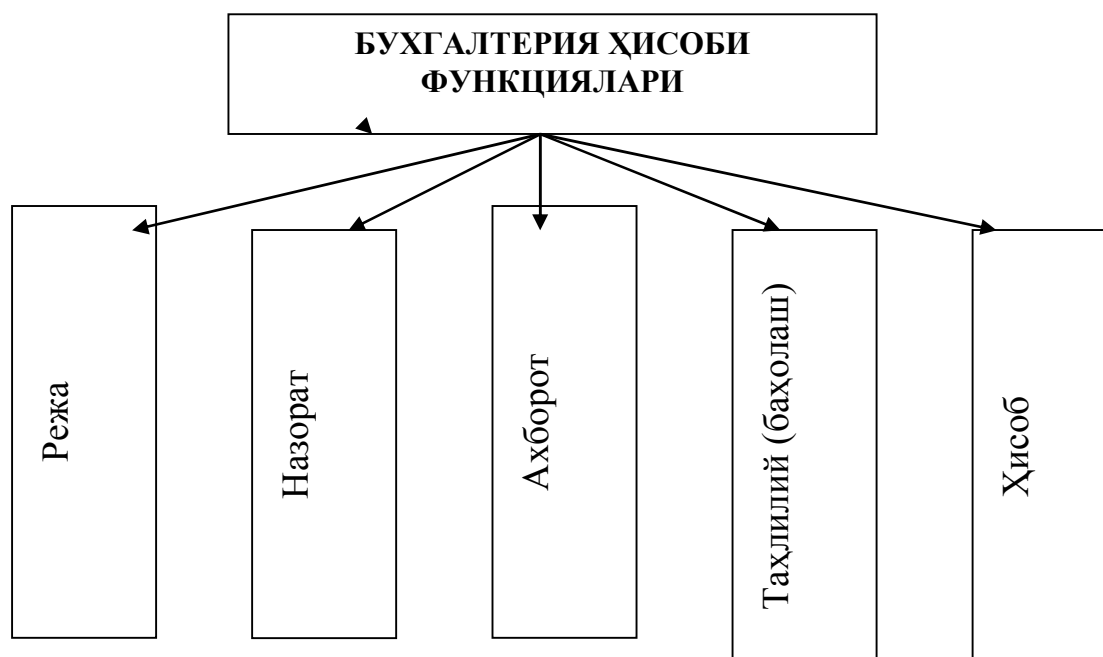 БУХГАЛТЕРИЯ ҲИСОБИ
ФУНКЦИЯЛАРИ
Режа
Назорат
Ахборот
Таҳлилий (баҳолаш)
Ҳисоб